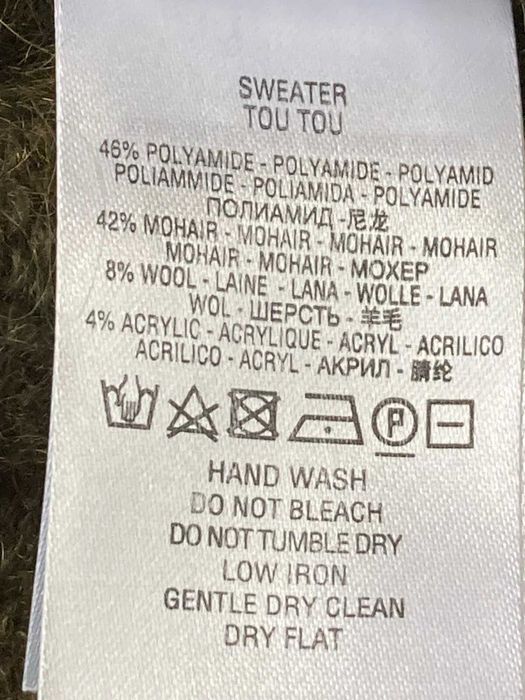 SWEATER
TOU TOU
46% POLYAMIDE - POLYAMIDE - POLYAMID
POLIAMMIDE - POLIAMIDA - POLYAMIDE
ПОЛИАМИД -尼龙
42% MOHAIR - MOHAIR - MOHAIR - MOHAIR
MOHAIR - MOHAIR - МОХЕР
8% WOOL - LAINE - LANA - WOLLE - LANA
WOL - ШЕРСТЬ - 羊毛
4% ACRYLIC - ACRYLIQUE - ACRYL - ACRILICO
ACRILICO - ACRYL - АКРИЛ - 腈纶
P
HAND WASH
DO NOT BLEACH
DO NOT TUMBLE DRY
LOW IRON
GENTLE DRY CLEAN
DRY FLAT